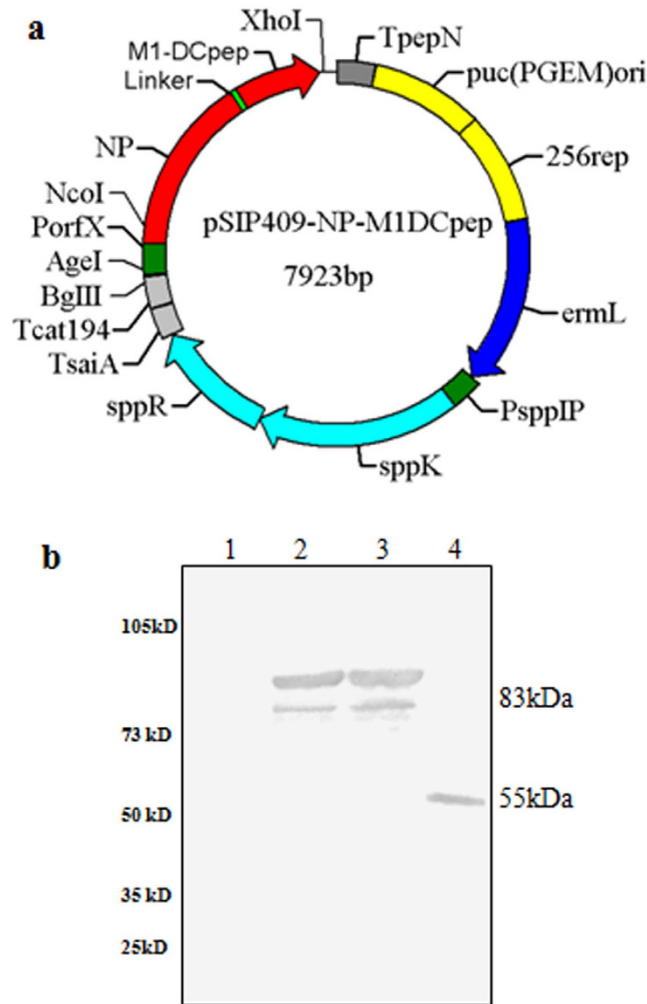 a
XhoI
TpepN
M1-DCpep
puc(PGEM)ori
Linker
NP
256rep
NcoI
pSIP409-NP-M1DCpep
PorfX
AgeI
7923bp
BgIII
ermL
Tcat194
TsaiA
PsppIP
sppR
sppK
b
1 2 3 4
105kD
83kDa
73 kD
55kDa
50 kD
35 kD
25kD